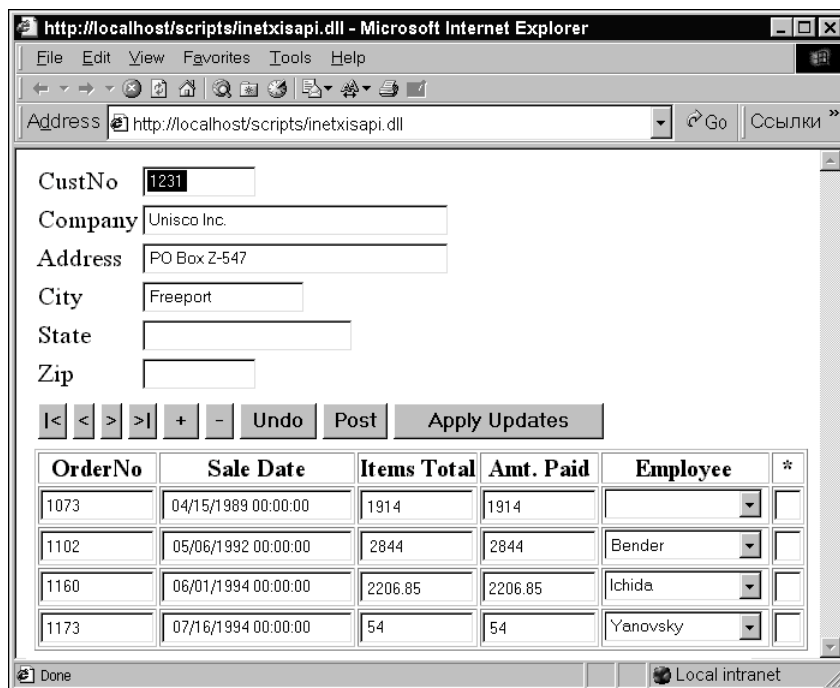 http://localhost/scripts/inetxisapi.dll - Microsoft Internet Explorer
File Edit View Favorites Tools Help
Address http://localhost/scripts/inetxisapi.dll Go Ссылки »
CustNo 1231
Company Unisco Inc.
Address PO Box Z-547
City Freeport
State
Zip
|< < > >| + - Undo Post Apply Updates
OrderNo Sale Date Items Total Amt. Paid Employee *
1073 04/15/1989 00:00:00 1914 1914
1102 05/06/1992 00:00:00 2844 2844 Bender
1160 06/01/1994 00:00:00 2206.85 2206.85 Ichida
1173 07/16/1994 00:00:00 54 54 Yanovsky
Done Local intranet